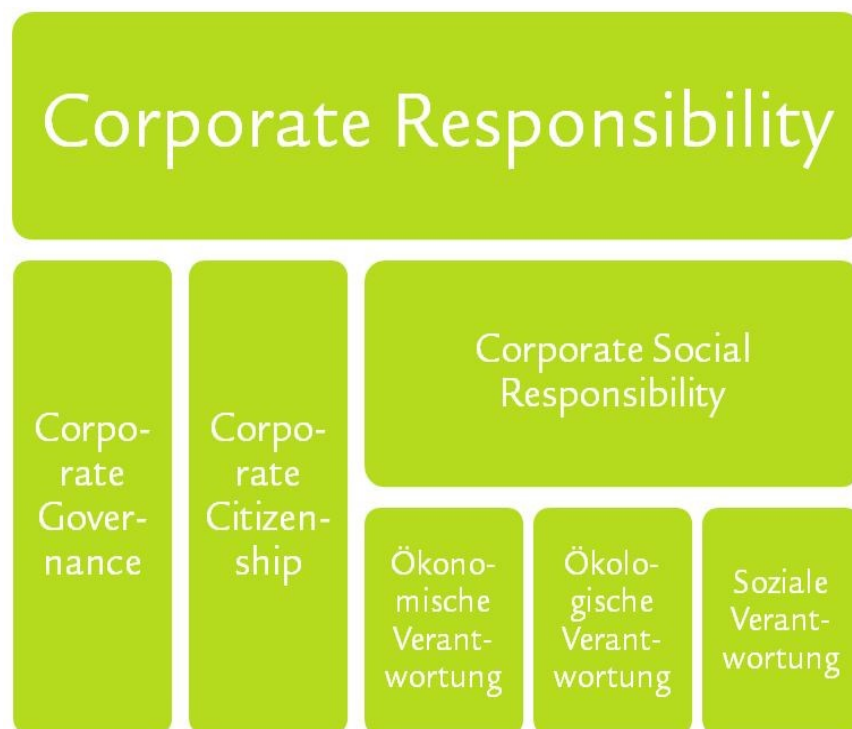 Corporate Responsibility
Corpo-
rate
Gover-
nance
Corpo-
rate
Citizen-
ship
Corporate Social
Responsibility
Ökono-
mische
Verant-
wortung
Ökolo-
gische
Verant-
wortung
Soziale
Verant-
wortung